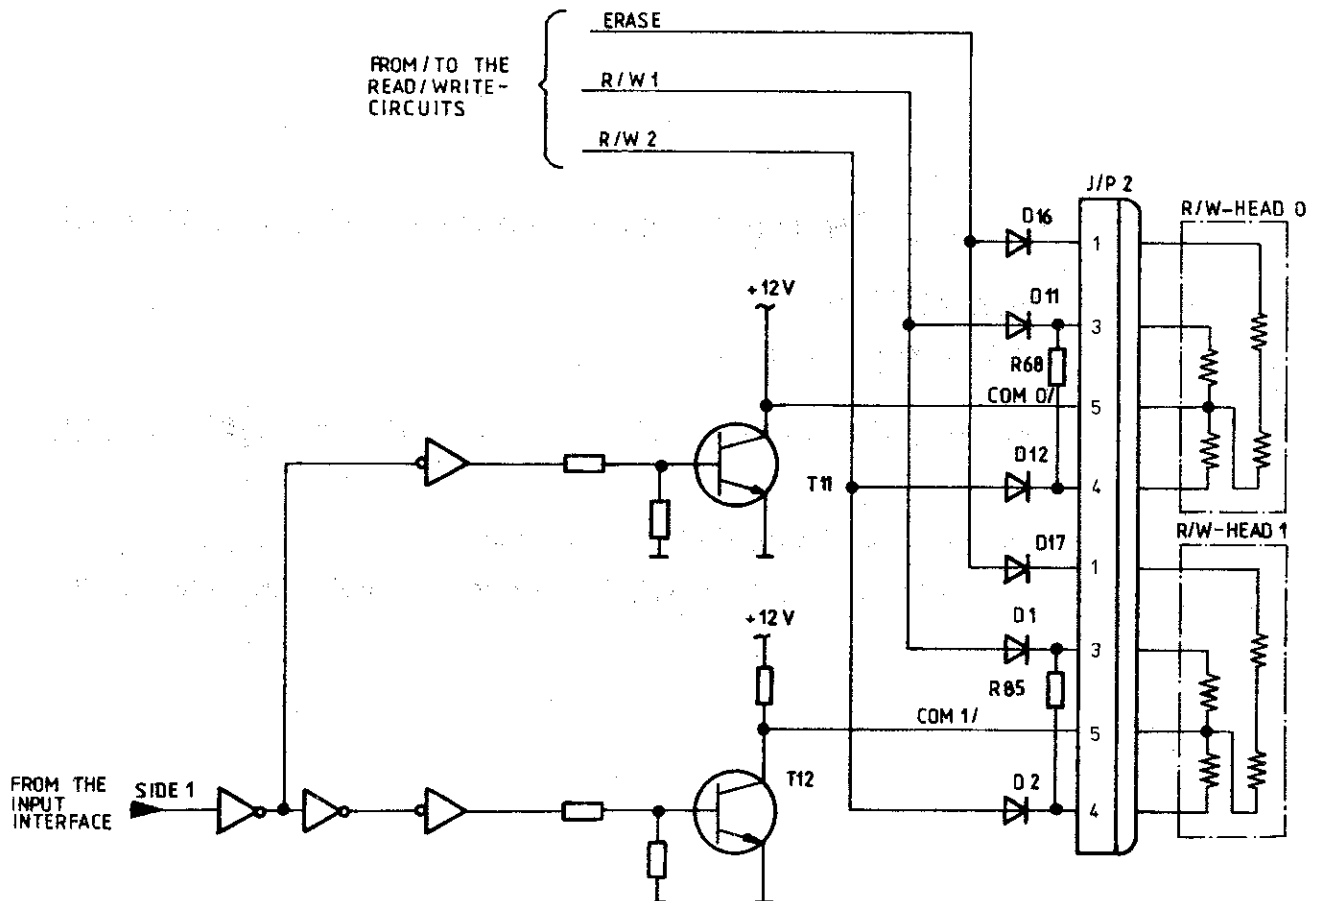 ERASE
FROM/TO THE
READ/WRITE-
CIRCUITS
R/W 1
R/W 2
J/P 2
R/W-HEAD 0
D16
1
+12V
D11
3
R68
COM 0/
5
D12
T11
4
R/W-HEAD 1
D17
1
+12V
D1
3
R85
COM 1/
5
FROM THE
INPUT
INTERFACE
SIDE 1
T12
D2
4